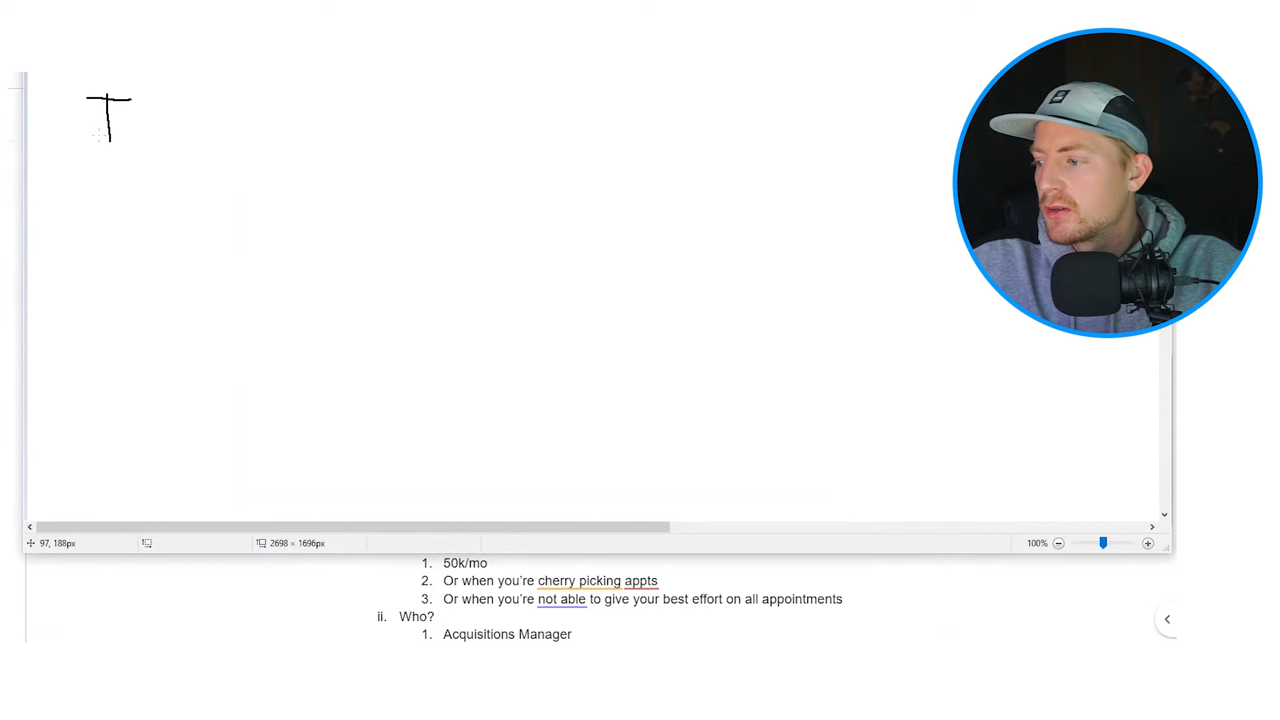 T
97, 188px
2698 × 1696px
100%
1. 50k/mo
2. Or when you're cherry picking appts
3. Or when you're not able to give your best effort on all appointments
ii. Who?
1. Acquisitions Manager